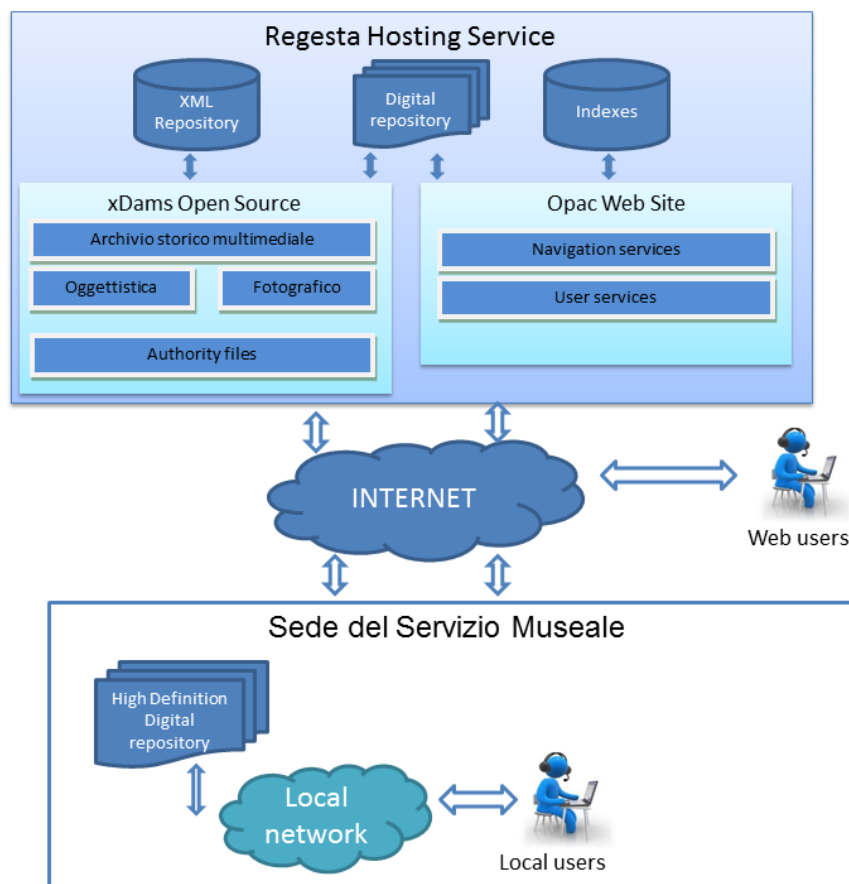 Regesta Hosting Service
XML
Repository
Digital
repository
Indexes
xDams Open Source
Archivio storico multimediale
Oggettistica
Fotografico
Authority files
Opac Web Site
Navigation services
User services
INTERNET
Web users
Sede del Servizio Museale
High Definition
Digital
repository
Local
network
Local users